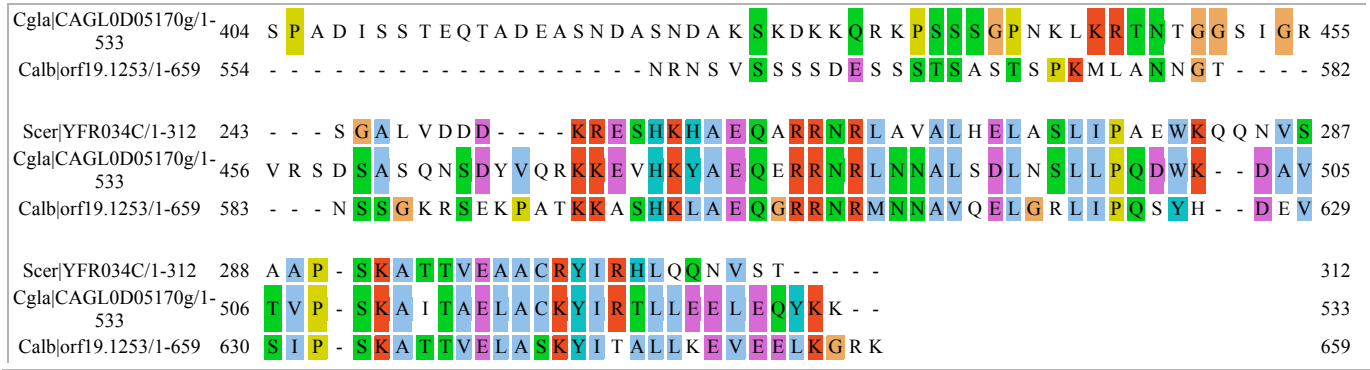 Cgla|CAGL0D05170g/1-
533
404 S P A D I S S T E Q T A D E A S N D A S N D A K S K D K K Q R K P S S S G P N K L K R T N T G G S I G R 455
Calb|orf19.1253/1-659 554 - - - - - - - - - - - - - - - - - - - N R N S V S S S S D E S S S T S A S T S P K M L A N N G T - - - - 582
Scer|YFR034C/1-312 243 - - - S G A L V D D D - - - - K R E S H K H A E Q A R R N R L A V A L H E L A S L I P A E W K Q Q N V S 287
Cgla|CAGL0D05170g/1-
533
456 V R S D S A S Q N S D Y V Q R K K E V H K Y A E Q E R R N R L N N A L S D L N S L L P Q D W K - - D A V 505
Calb|orf19.1253/1-659 583 - - - N S S G K R S E K P A T K K A S H K L A E Q G R R N R M N N A V Q E L G R L I P Q S Y H - - D E V 629
Scer|YFR034C/1-312 288 A A P - S K A T T V E A A C R Y I R H L Q Q N V S T - - - - - 312
Cgla|CAGL0D05170g/1-
533
506 T V P - S K A I T A E L A C K Y I R T L L E E L E Q Y K K - - 533
Calb|orf19.1253/1-659 630 S I P - S K A T T V E L A S K Y I T A L L K E V E E L K G R K 659